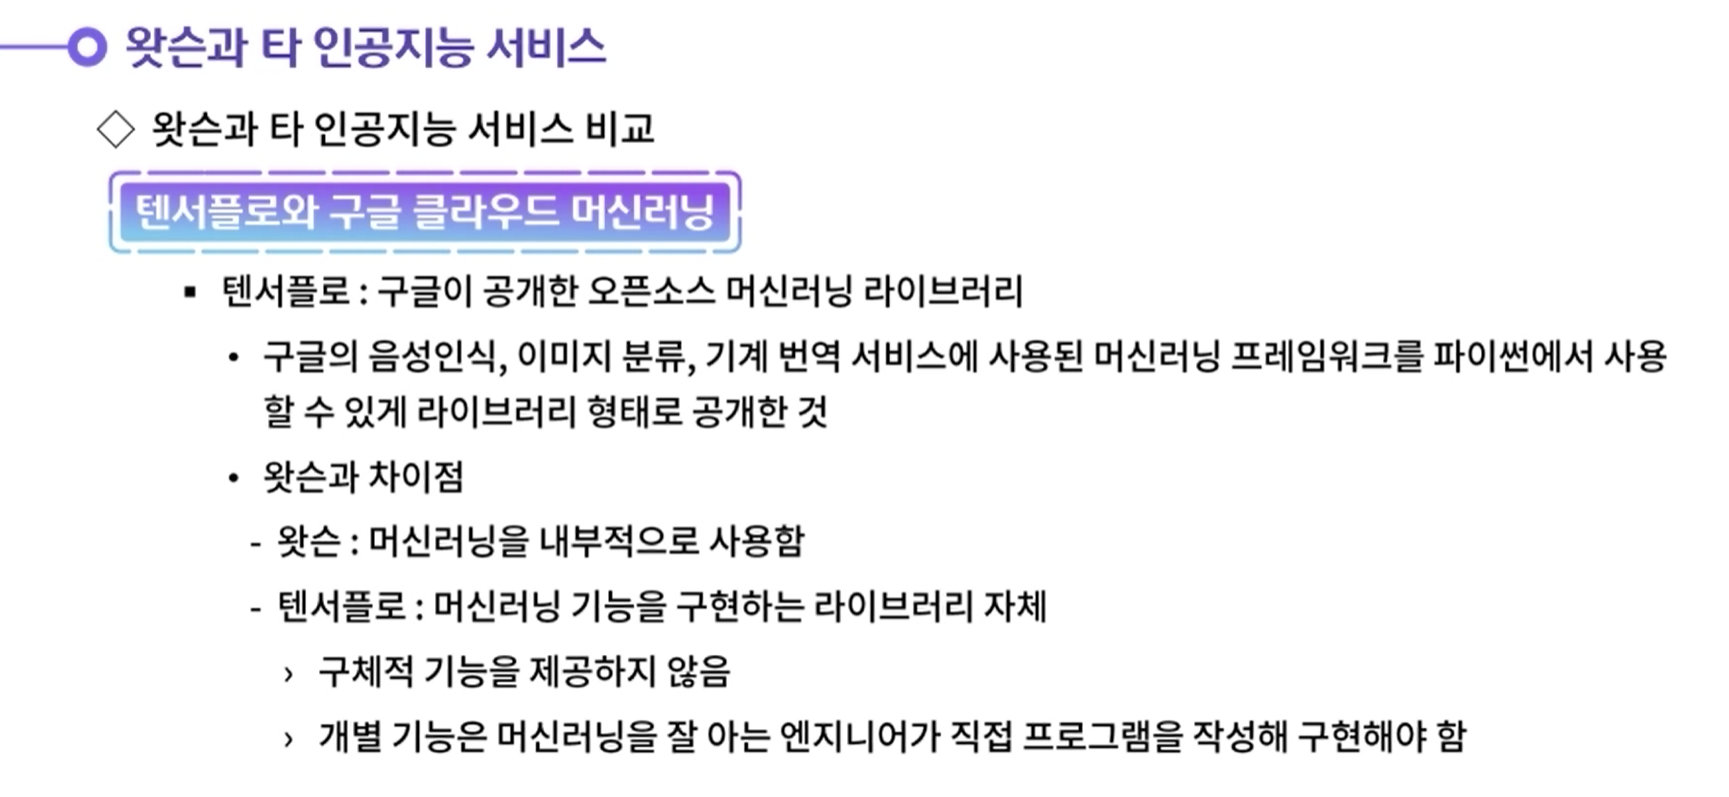 왓슨과 타 인공지능 서비스
◇ 왓슨과 타 인공지능 서비스 비교
텐서플로와 구글 클라우드 머신러닝
▪ 텐서플로 : 구글이 공개한 오픈소스 머신러닝 라이브러리
• 구글의 음성인식, 이미지 분류, 기계 번역 서비스에 사용된 머신러닝 프레임워크를 파이썬에서 사용
할 수 있게 라이브러리 형태로 공개한 것
• 왓슨과 차이점
- 왓슨 : 머신러닝을 내부적으로 사용함
- 텐서플로 : 머신러닝 기능을 구현하는 라이브러리 자체
› 구체적 기능을 제공하지 않음
› 개별 기능은 머신러닝을 잘 아는 엔지니어가 직접 프로그램을 작성해 구현해야 함